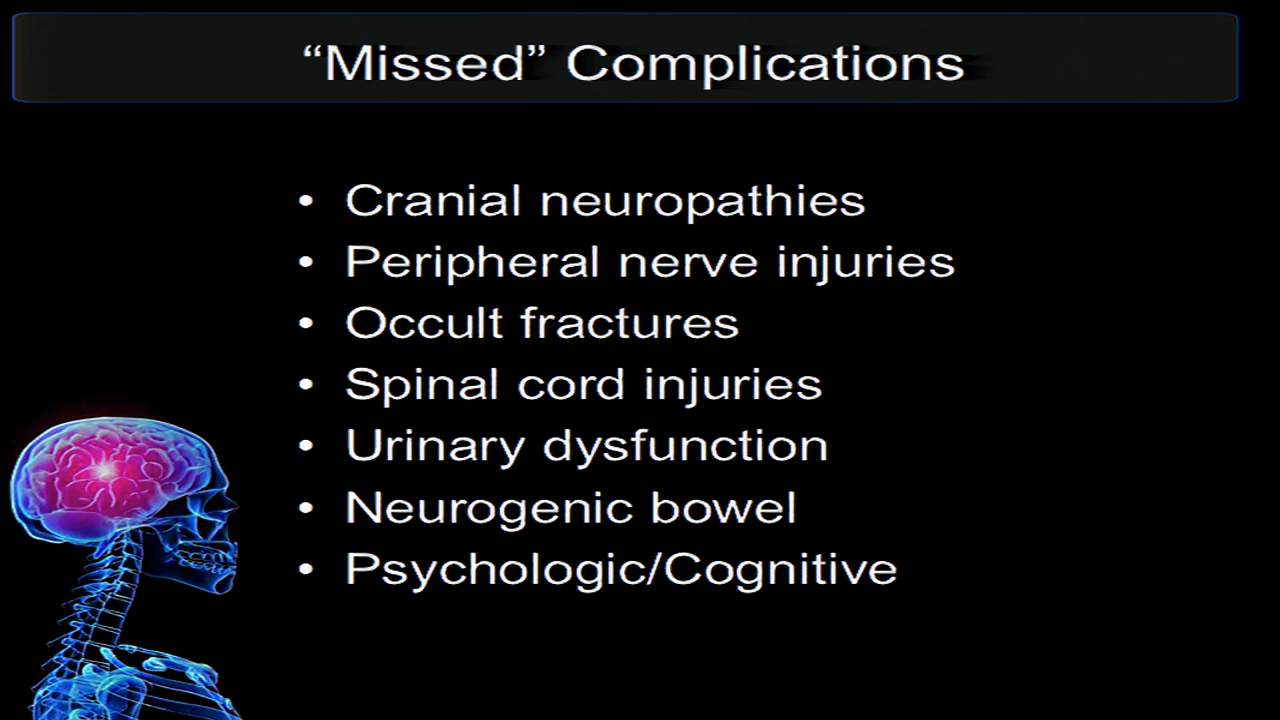 “Missed” Complications
• Cranial neuropathies
• Peripheral nerve injuries
• Occult fractures
• Spinal cord injuries
• Urinary dysfunction
• Neurogenic bowel
• Psychologic/Cognitive